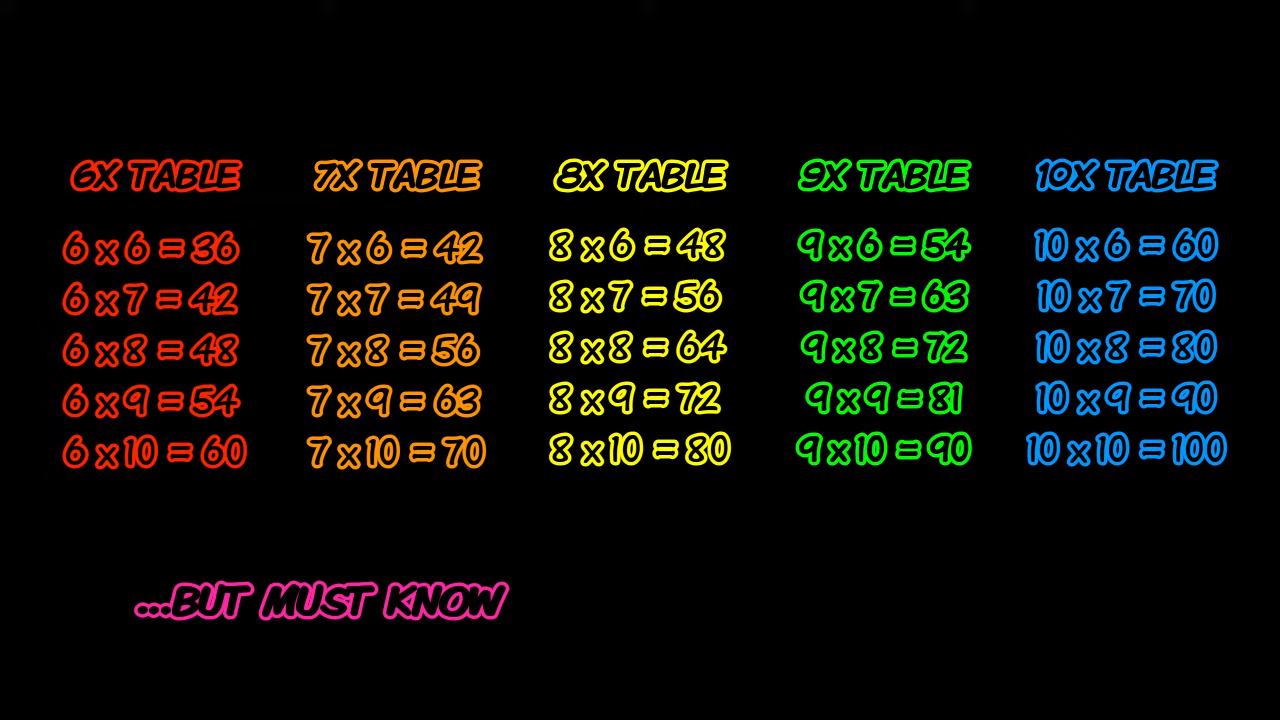 6X TABLE 7X TABLE 8X TABLE 9X TABLE 10X TABLE
6 x 6 = 36 7 x 6 = 42 8 x 6 = 48 9 x 6 = 54 10 x 6 = 60
6 x 7 = 42 7 x 7 = 49 8 x 7 = 56 9 x 7 = 63 10 x 7 = 70
6 x 8 = 48 7 x 8 = 56 8 x 8 = 64 9 x 8 = 72 10 x 8 = 80
6 x 9 = 54 7 x 9 = 63 8 x 9 = 72 9 x 9 = 81 10 x 9 = 90
6 x 10 = 60 7 x 10 = 70 8 x 10 = 80 9 x 10 = 90 10 x 10 = 100
...BUT MUST KNOW